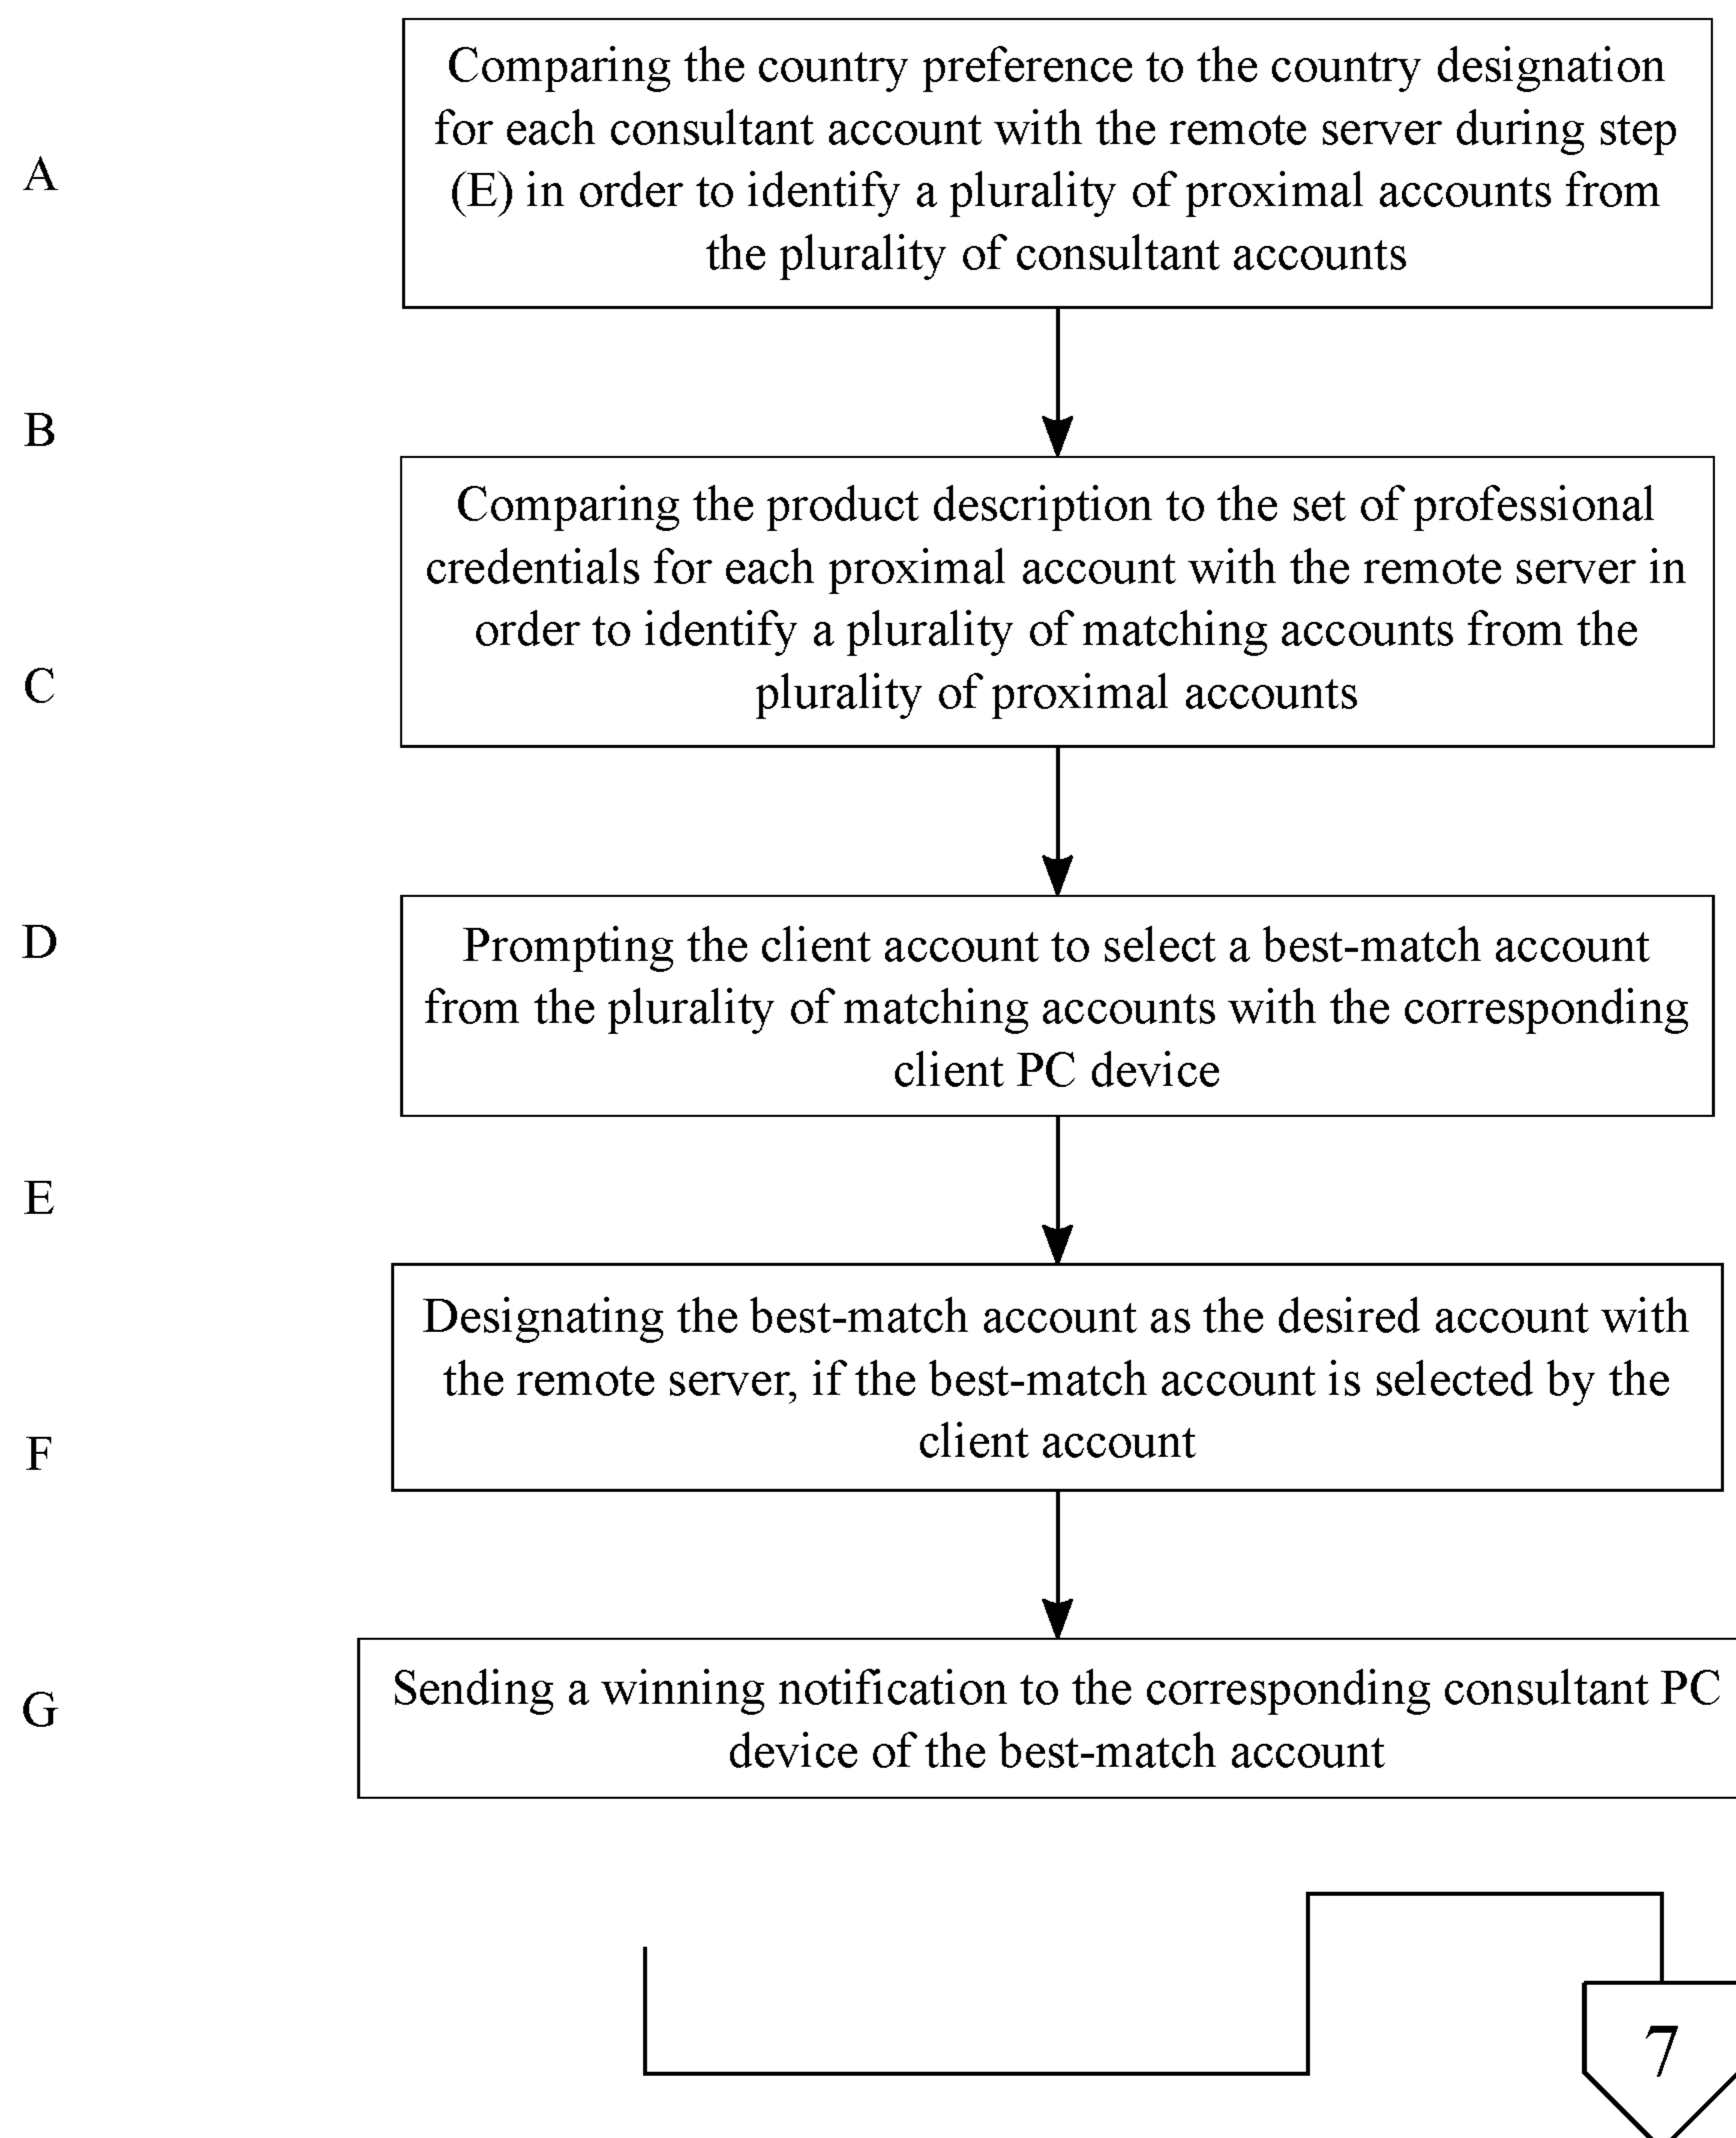 A
Comparing the country preference to the country designation
for each consultant account with the remote server during step
(E) in order to identify a plurality of proximal accounts from
the plurality of consultant accounts
B
Comparing the product description to the set of professional
credentials for each proximal account with the remote server in
order to identify a plurality of matching accounts from the
plurality of proximal accounts
C
D
Prompting the client account to select a best-match account
from the plurality of matching accounts with the corresponding
client PC device
E
Designating the best-match account as the desired account with
the remote server, if the best-match account is selected by the
client account
F
G
Sending a winning notification to the corresponding consultant PC
device of the best-match account
7